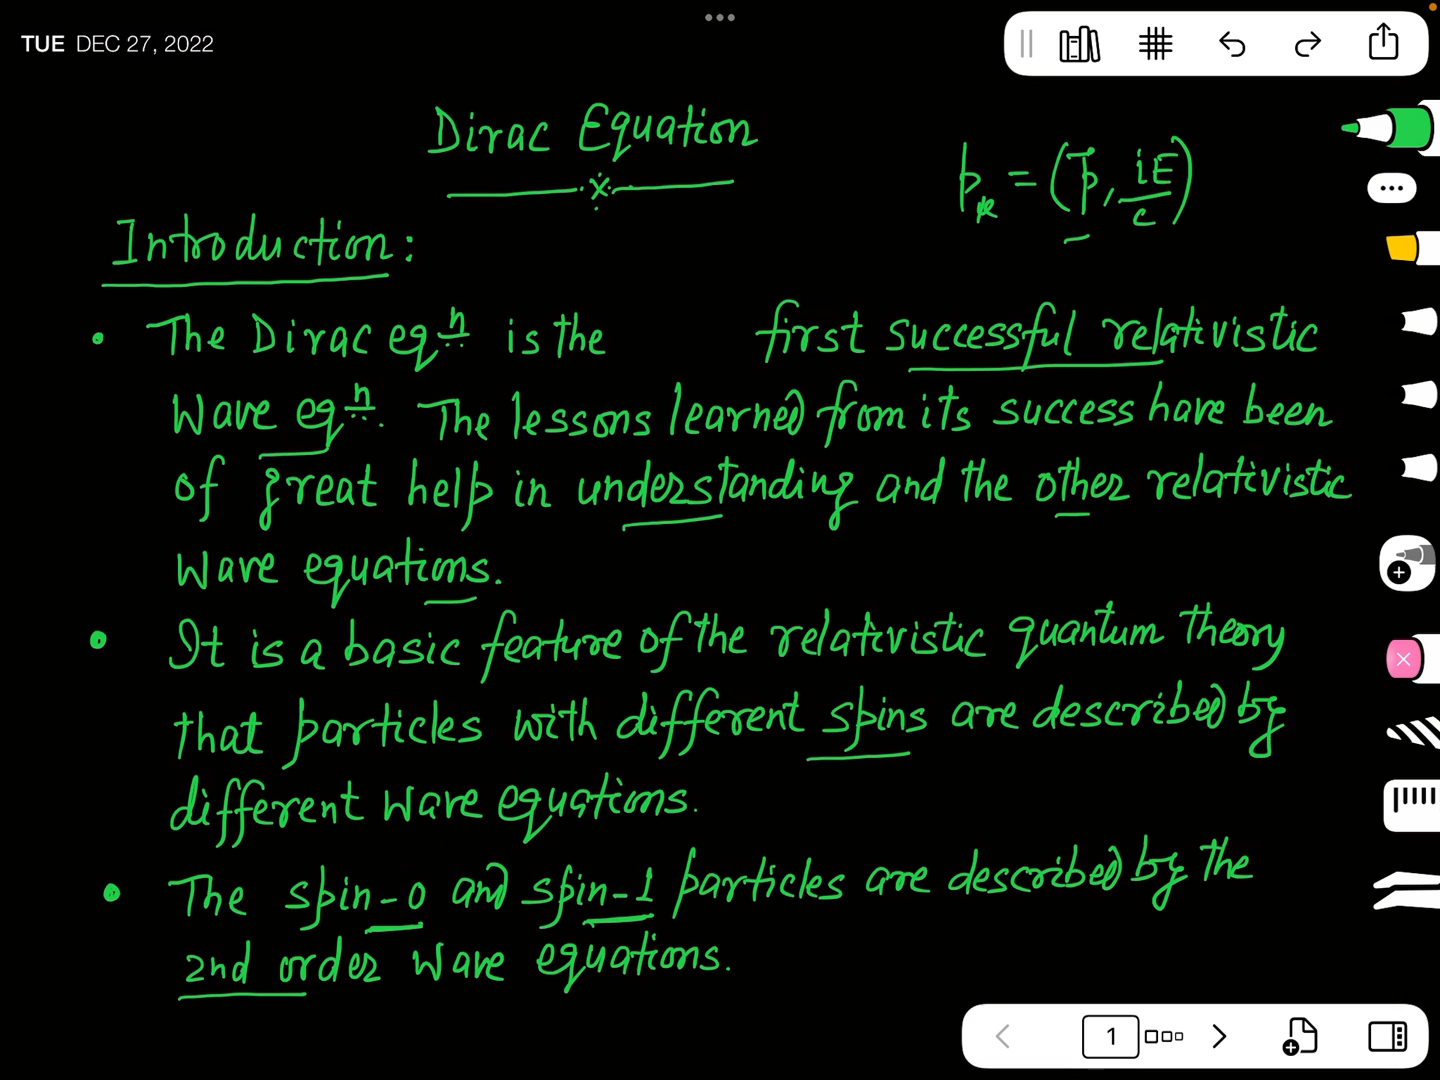 TUE DEC 27, 2022
Dirac Equation
p = (p, iE/c)
Introduction:
• The Dirac eqn is the first successful relativistic
Wave eqn. The lessons learned from its success have been
of great help in understanding and the other relativistic
wave equations.
• It is a basic feature of the relativistic quantum theory
that particles with different spins are described by
different wave equations.
• The spin-0 and spin-1 particles are described by the
2nd order wave equations.
1